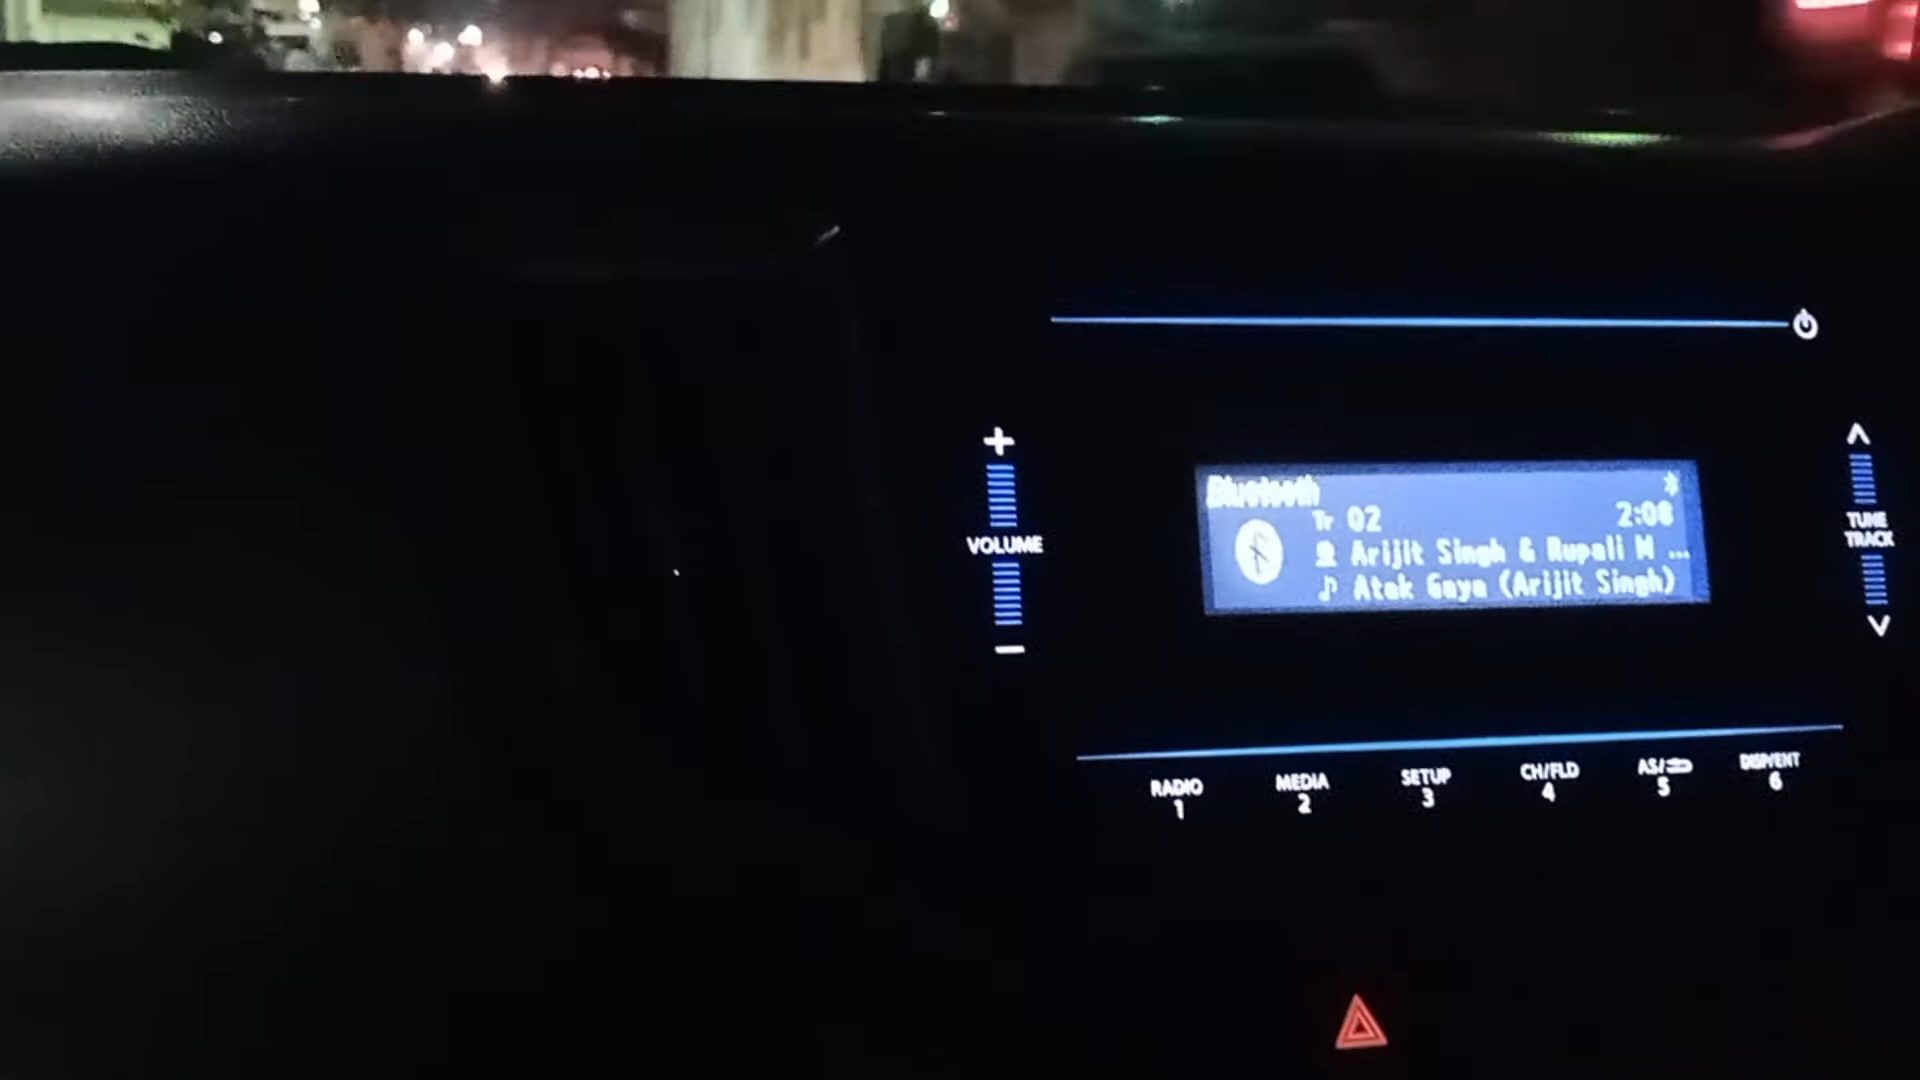 Bluetooth
Tr 02 2:08
Arijit Singh & Rupali M ...
Atak Gaya (Arijit Singh)
VOLUME
TUNE
TRACK
RADIO
1
MEDIA
2
SETUP
3
CH/FLD
4
AS/
5
DISP/ENT
6